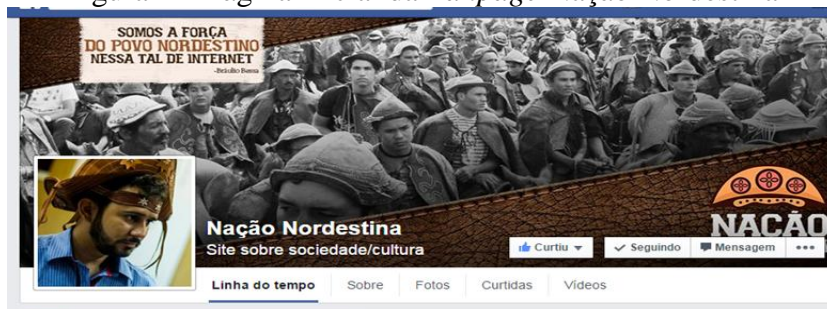 SOMOS A FORÇA
DO POVO NORDESTINO
NESSA TAL DE INTERNET
-Bráulio Bessa
NAÇÃO
Nação Nordestina
Site sobre sociedade/cultura
Curtiu
Seguindo
Mensagem
Linha do tempo
Sobre
Fotos
Curtidas
Vídeos